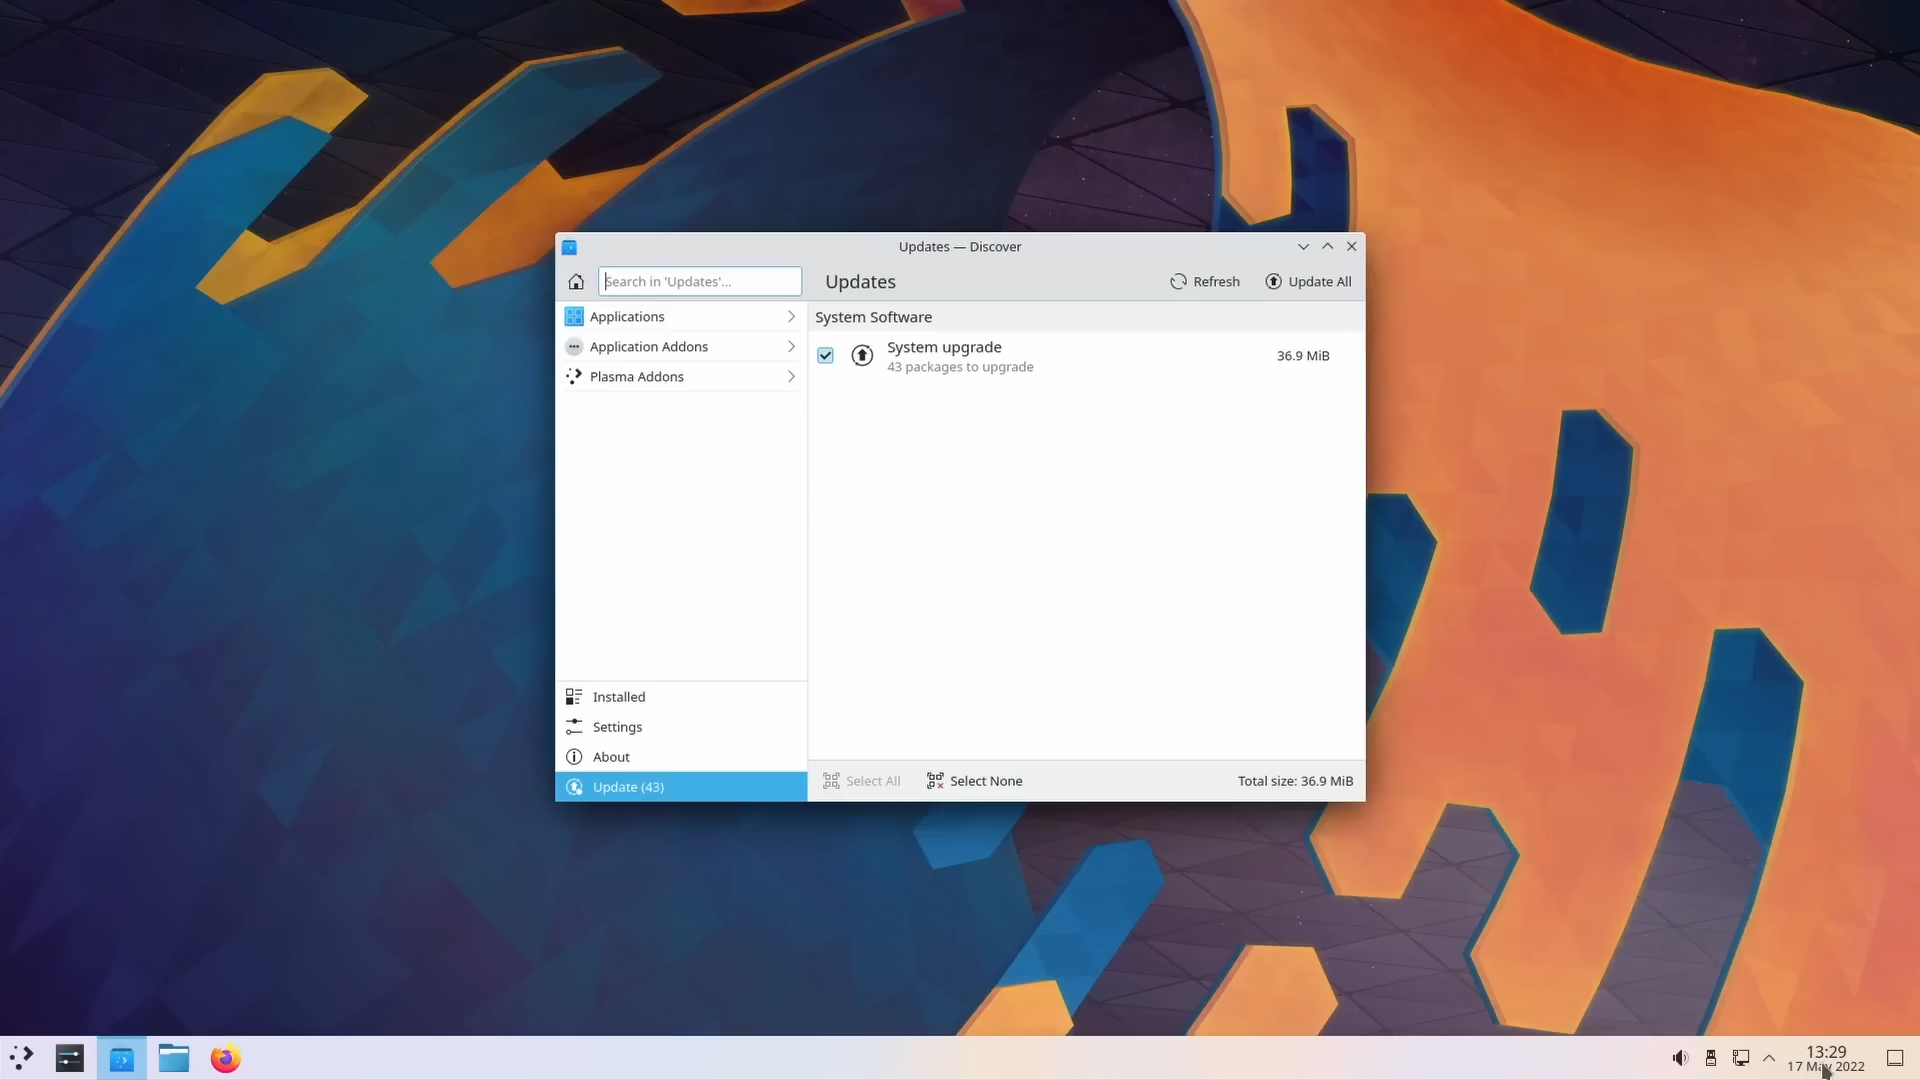 Updates — Discover
Search in 'Updates'...
Updates
Refresh
Update All
Applications
Application Addons
Plasma Addons
System Software
System upgrade
43 packages to upgrade
36.9 MiB
Installed
Settings
About
Update (43)
Select All
Select None
Total size: 36.9 MiB
13:29
17 May 2022